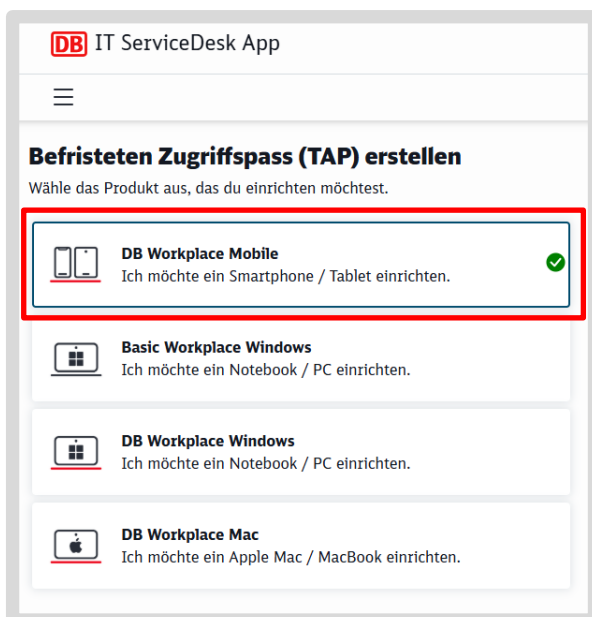 DB IT ServiceDesk App
Befristeten Zugriffspass (TAP) erstellen
Wähle das Produkt aus, das du einrichten möchtest.
DB Workplace Mobile
Ich möchte ein Smartphone / Tablet einrichten.
Basic Workplace Windows
Ich möchte ein Notebook / PC einrichten.
DB Workplace Windows
Ich möchte ein Notebook / PC einrichten.
DB Workplace Mac
Ich möchte ein Apple Mac / MacBook einrichten.